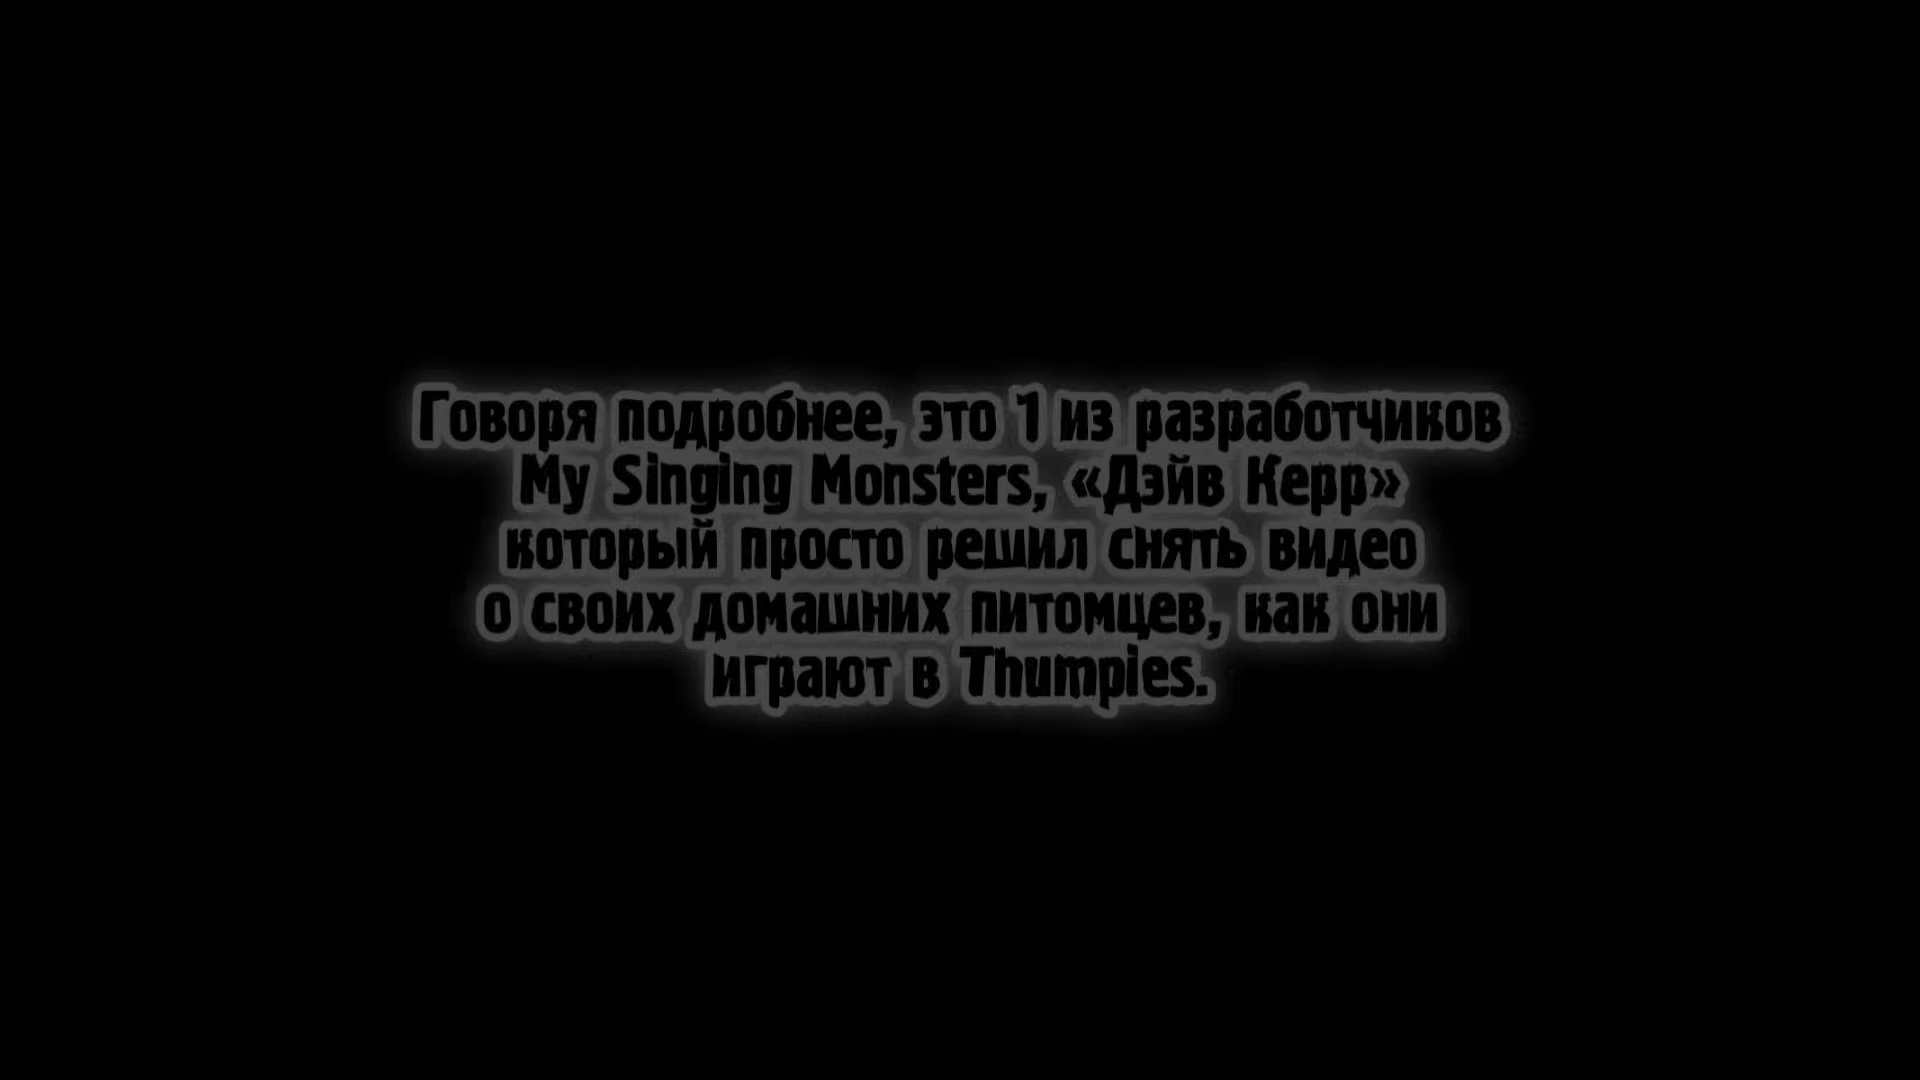 Говоря подробнее, это 1 из разработчиков
My Singing Monsters, «Дэйв Керр»
который просто решил снять видео
о своих домашних питомцев, как они
играют в Thumpies.